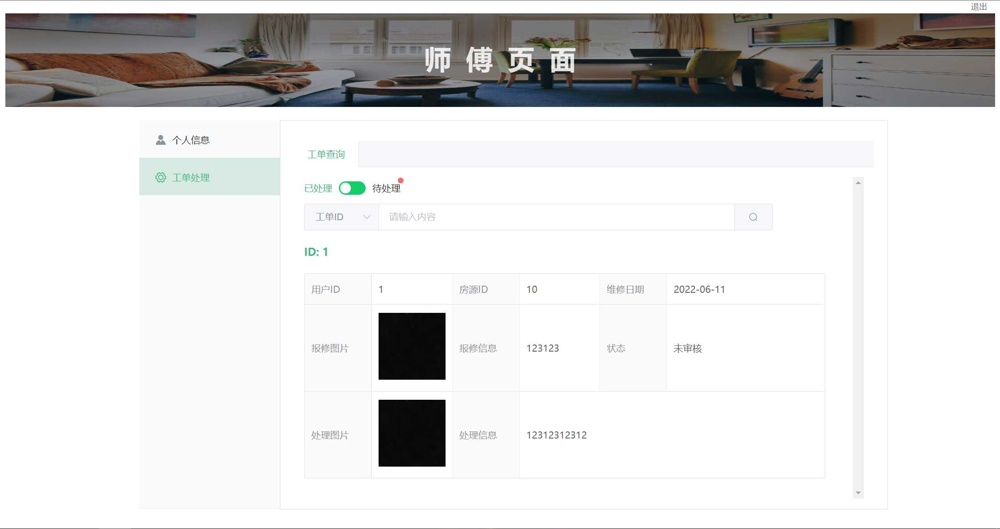 退出
师傅页面
个人信息
工单处理
工单查询
已处理 待处理
工单ID 请输入内容
ID: 1
用户ID 1 房源ID 10 维修日期 2022-06-11
报修图片 报修信息 123123 状态 未审核
处理图片 处理信息 12312312312